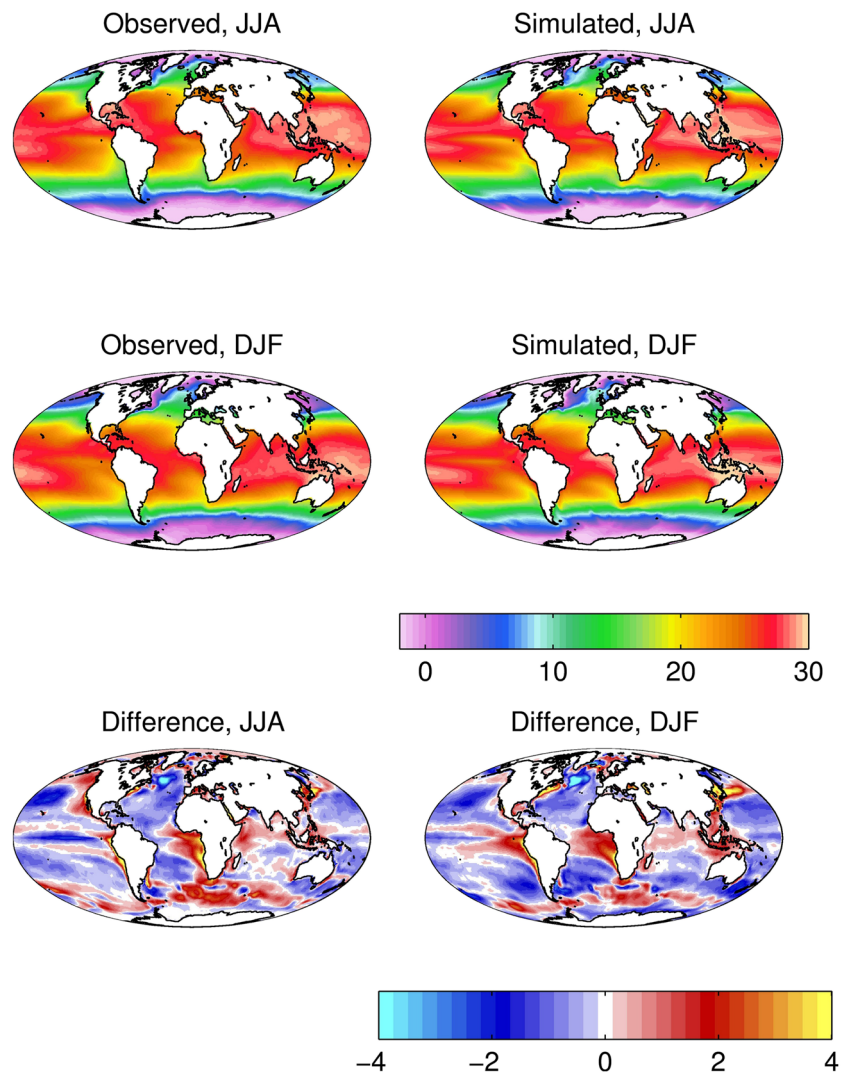 Observed, JJA
Simulated, JJA
Observed, DJF
Simulated, DJF
0 10 20 30
Difference, JJA
Difference, DJF
−4 −2 0 2 4